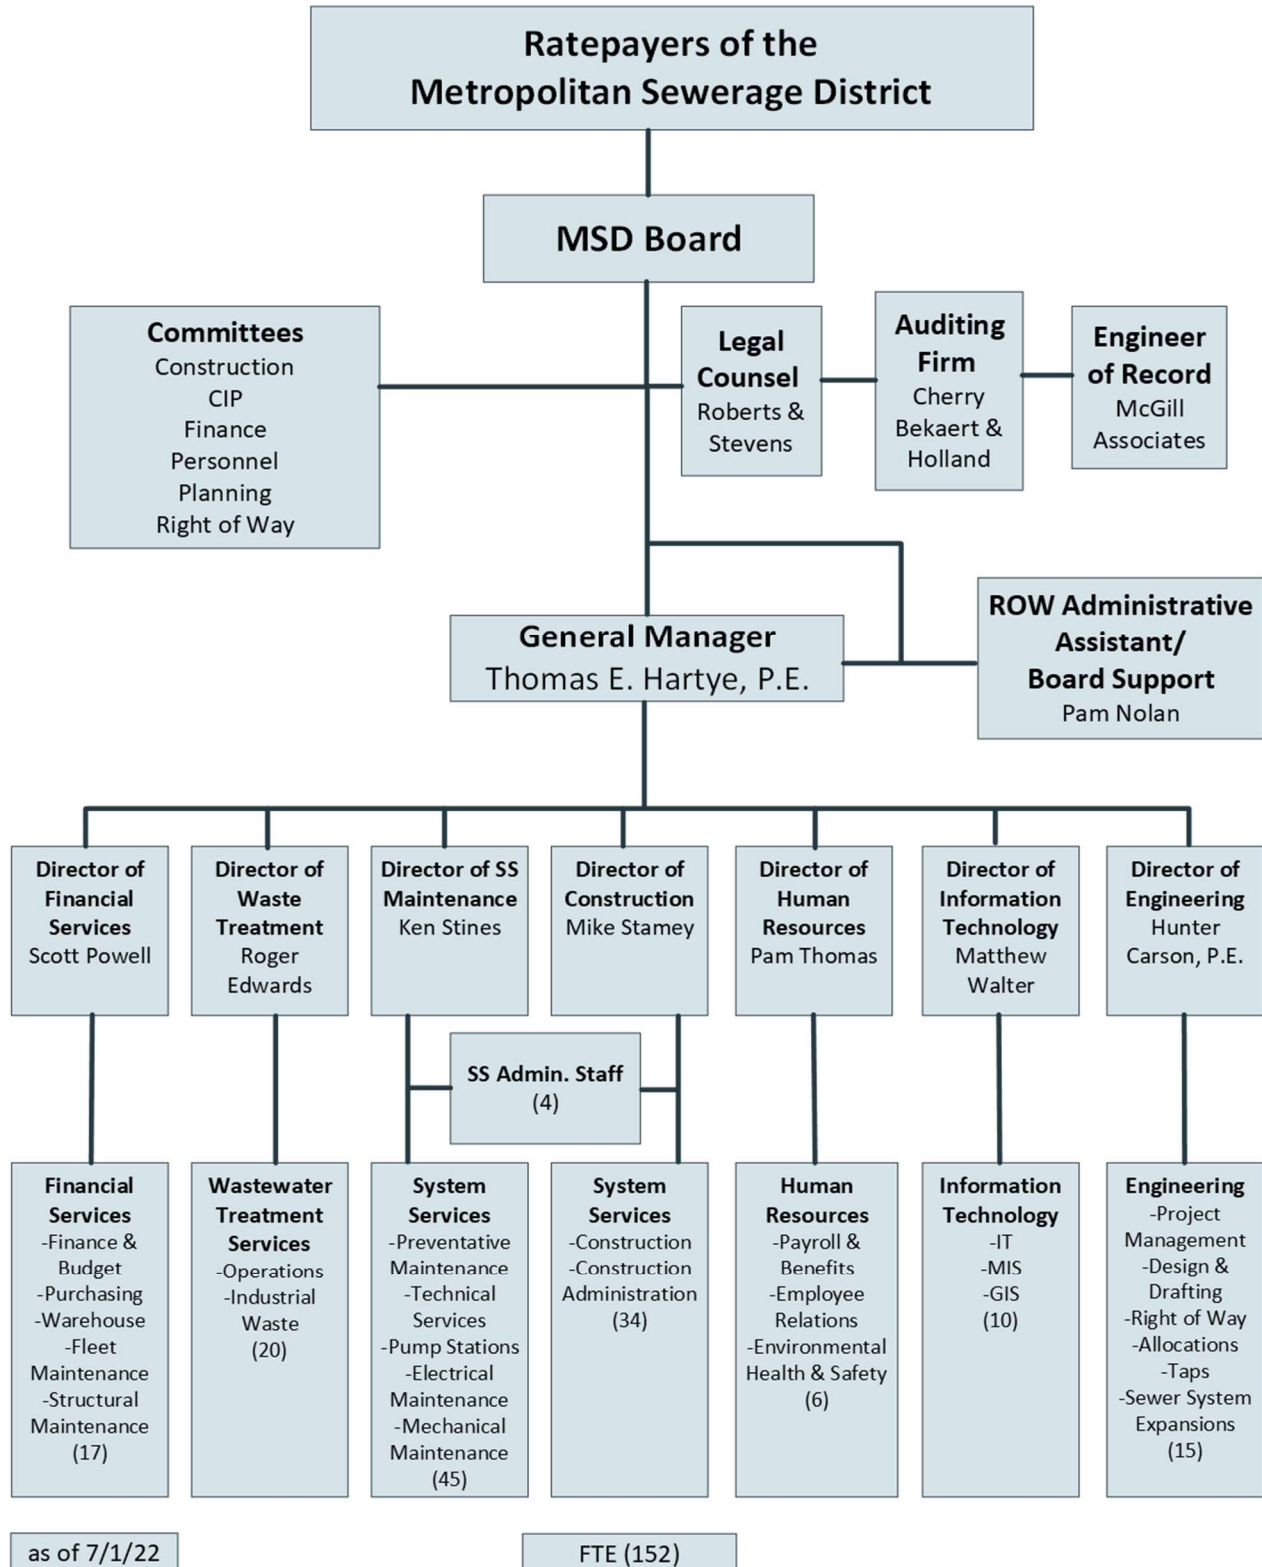 Ratepayers of the
Metropolitan Sewerage District
MSD Board
Committees
Construction
CIP
Finance
Personnel
Planning
Right of Way
Legal
Counsel
Roberts &
Stevens
Auditing
Firm
Cherry
Bekaert &
Holland
Engineer
of Record
McGill
Associates
General Manager
Thomas E. Hartye, P.E.
ROW Administrative
Assistant/
Board Support
Pam Nolan
Director of
Financial
Services
Scott Powell
Director of
Waste
Treatment
Roger
Edwards
Director of SS
Maintenance
Ken Stines
Director of
Construction
Mike Stamey
Director of
Human
Resources
Pam Thomas
Director of
Information
Technology
Matthew
Walter
Director of
Engineering
Hunter
Carson, P.E.
SS Admin. Staff
(4)
Financial
Services
-Finance &
Budget
-Purchasing
-Warehouse
-Fleet
Maintenance
-Structural
Maintenance
(17)
Wastewater
Treatment
Services
-Operations
-Industrial
Waste
(20)
System
Services
-Preventative
Maintenance
-Technical
Services
-Pump Stations
-Electrical
Maintenance
-Mechanical
Maintenance
(45)
System
Services
-Construction
-Construction
Administration
(34)
Human
Resources
-Payroll &
Benefits
-Employee
Relations
-Environmental
Health & Safety
(6)
Information
Technology
-IT
-MIS
-GIS
(10)
Engineering
-Project
Management
-Design &
Drafting
-Right of Way
-Allocations
-Taps
-Sewer System
Expansions
(15)
as of 7/1/22
FTE (152)